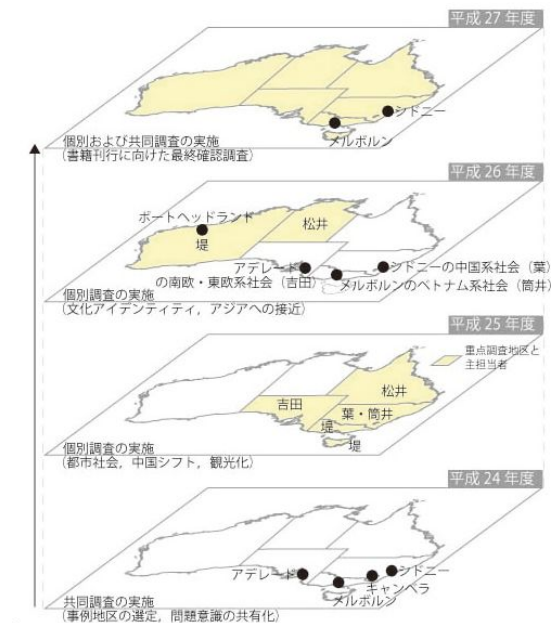 平成 27 年度
シドニー
メルボルン
個別および共同調査の実施
(書籍刊行に向けた最終確認調査)
平成 26 年度
ポートヘッドランド
堤
松井
アデレード
の南欧・東欧系社会(吉田)
シドニーの中国系社会(葉)
メルボルンのベトナム系社会(筒井)
個別調査の実施
(文化アイデンティティ,アジアへの接近)
平成 25 年度
重点調査地区と
主担当者
松井
吉田
葉・筒井
堤
堤
個別調査の実施
(都市社会,中国シフト,観光化)
平成 24 年度
アデレード
シドニー
キャンベラ
メルボルン
共同調査の実施
(事例地区の選定,問題意識の共有化)